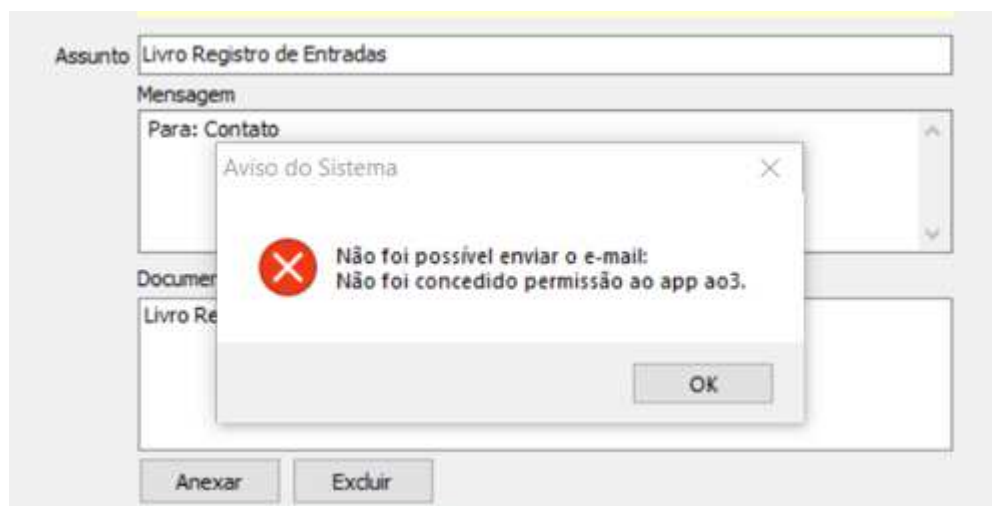 Assunto Livro Registro de Entradas
Mensagem
Para: Contato
Aviso do Sistema
Não foi possível enviar o e-mail:
Não foi concedido permissão ao app ao3.
OK
Documen
Livro Re
Anexar Excluir